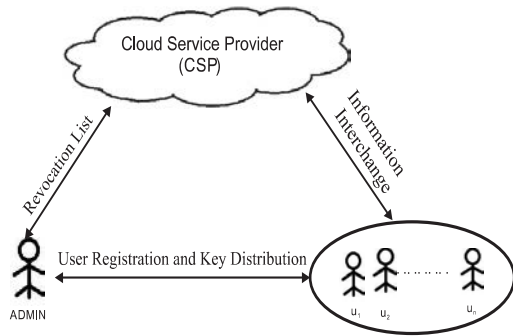 Cloud Service Provider
(CSP)
Revocation List
Information
Interchange
User Registration and Key Distribution
ADMIN
u1 u2 ............ un